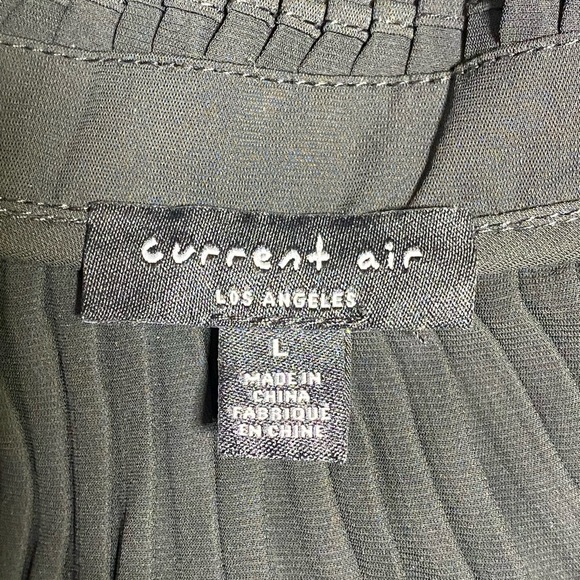 current air
LOS ANGELES
L
MADE IN
CHINA
FABRIQUE
EN CHINE